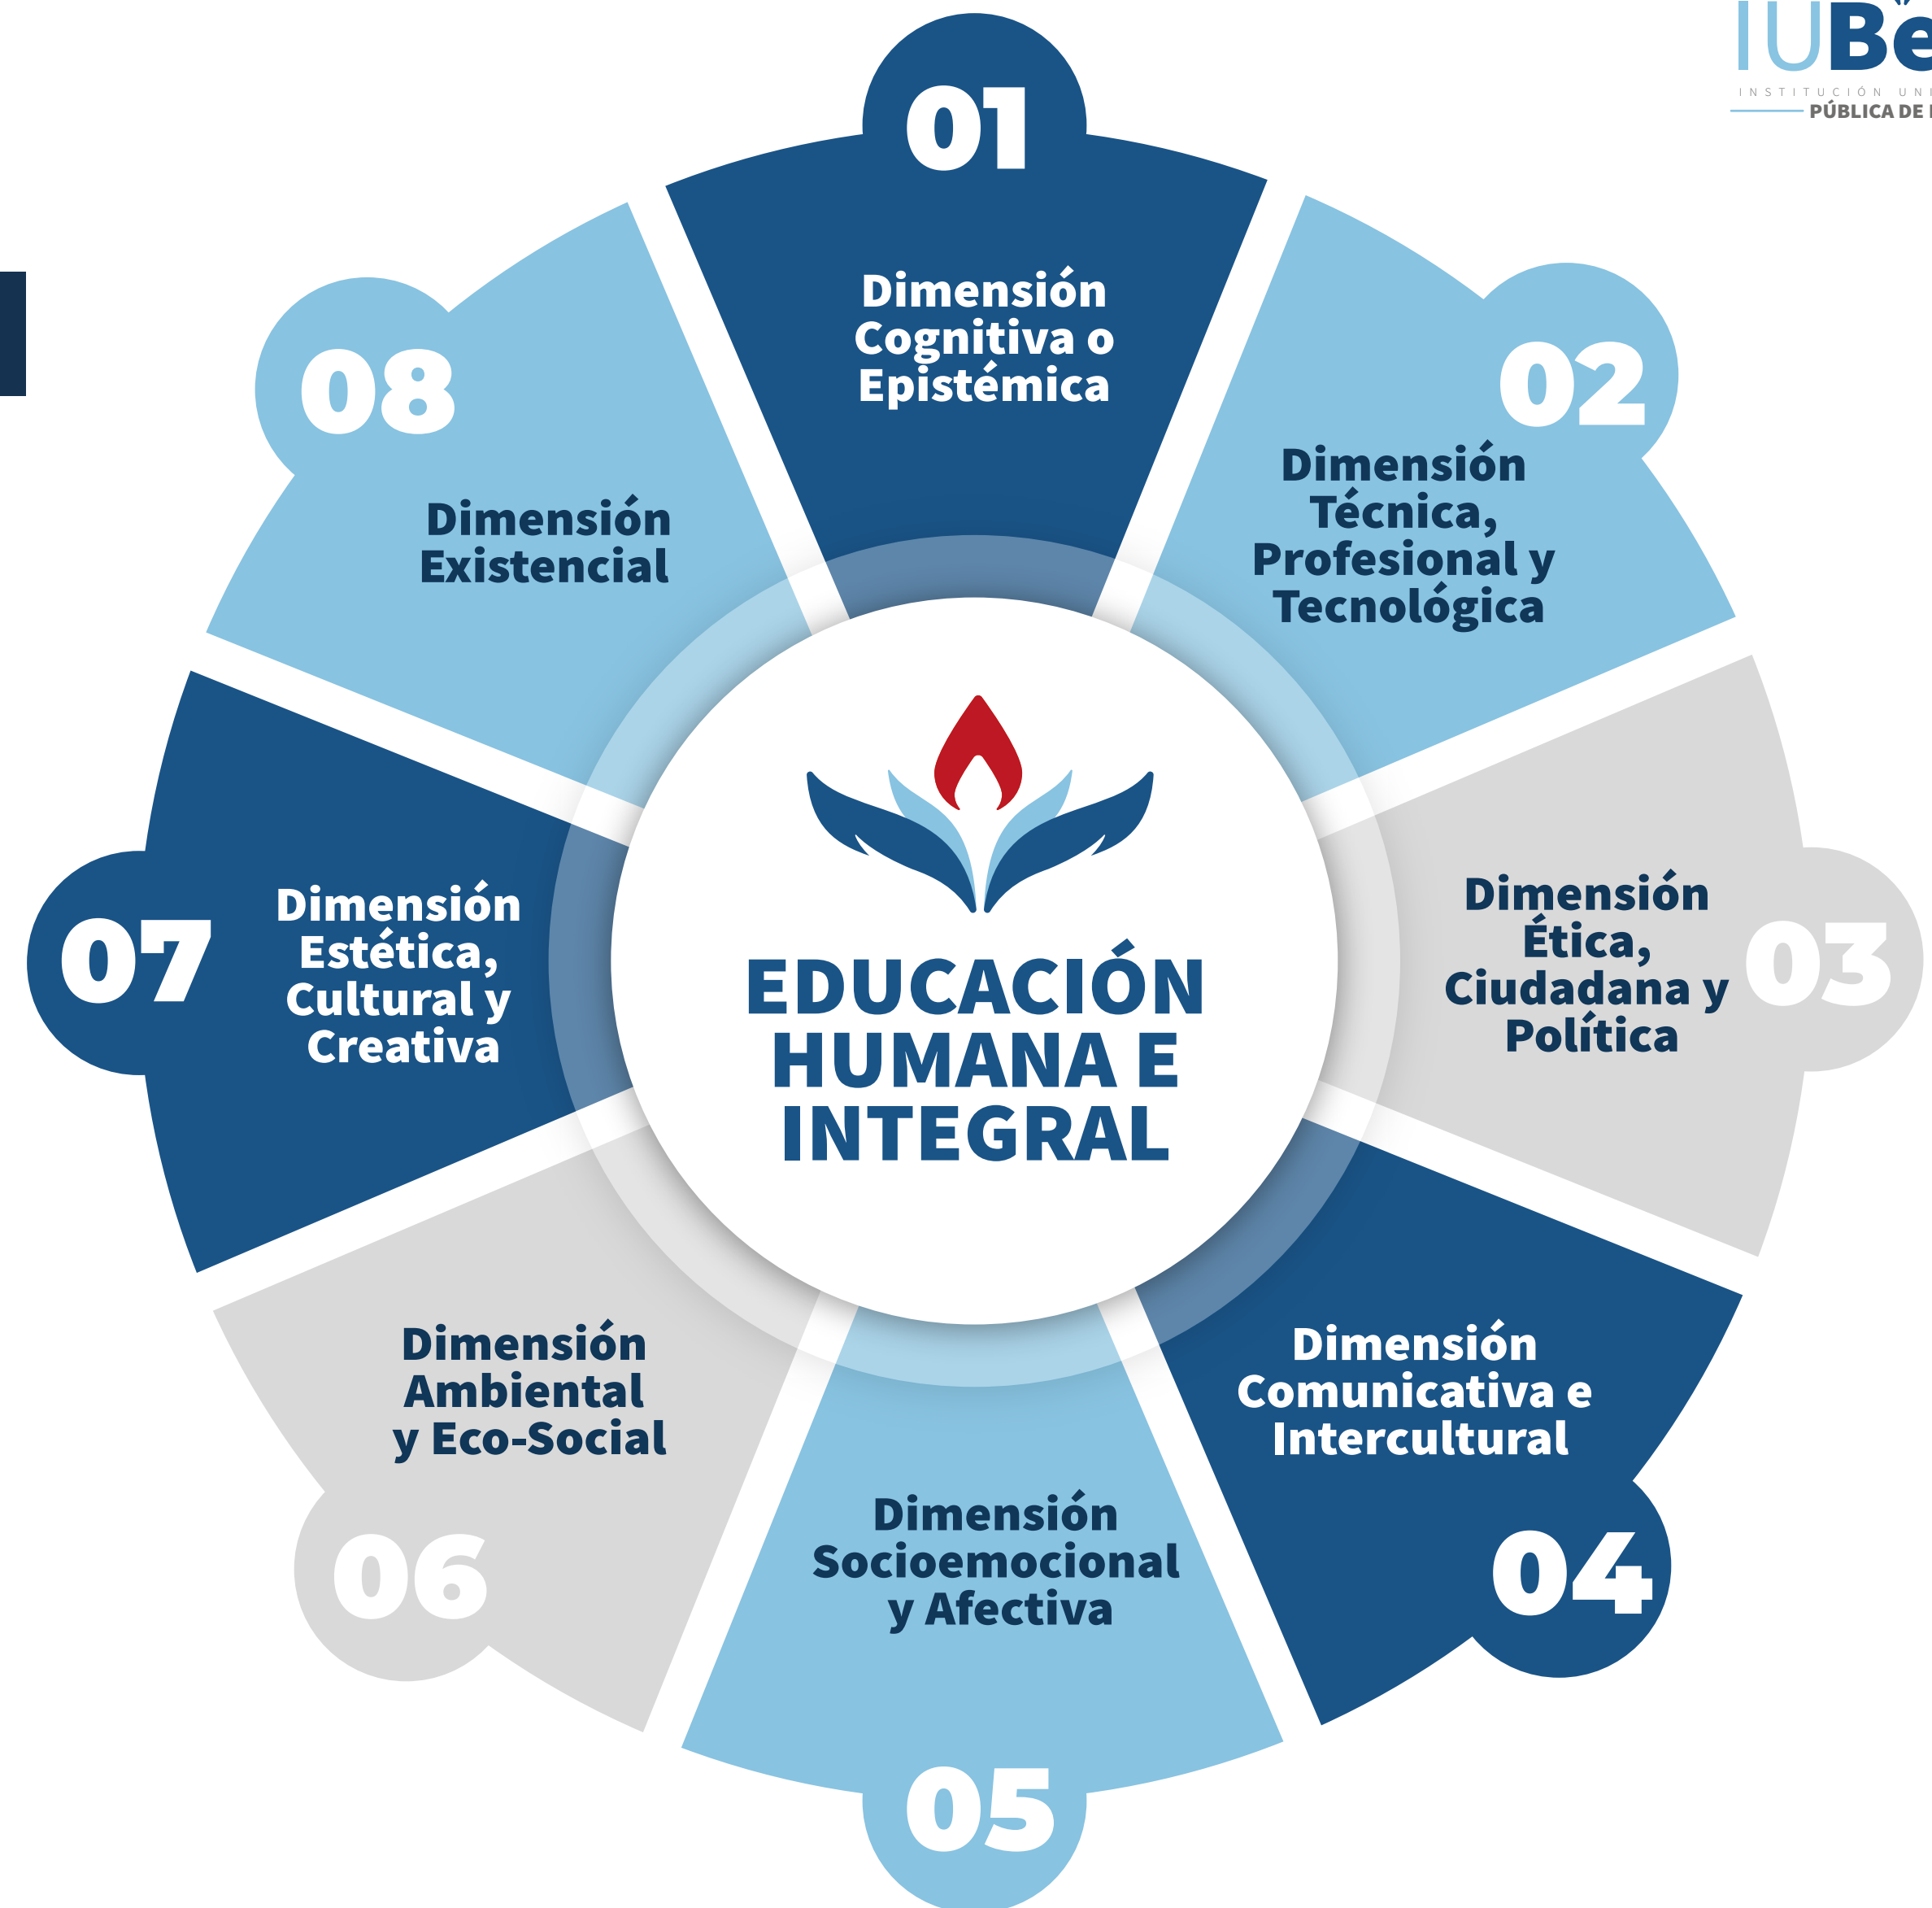 INSTITUCIÓN
PÚBLICA DE
01
Dimensión
Cognitiva o
Epistémica
02
Dimensión
Técnica,
Profesional y
Tecnológica
03
Dimensión
Ética,
Ciudadana y
Política
04
Dimensión
Comunicativa e
Intercultural
05
Dimensión
Socioemocional
y Afectiva
06
Dimensión
Ambiental
y Eco-Social
07
Dimensión
Estética,
Cultural y
Creativa
08
Dimensión
Existencial
EDUCACIÓN
HUMANA E
INTEGRAL